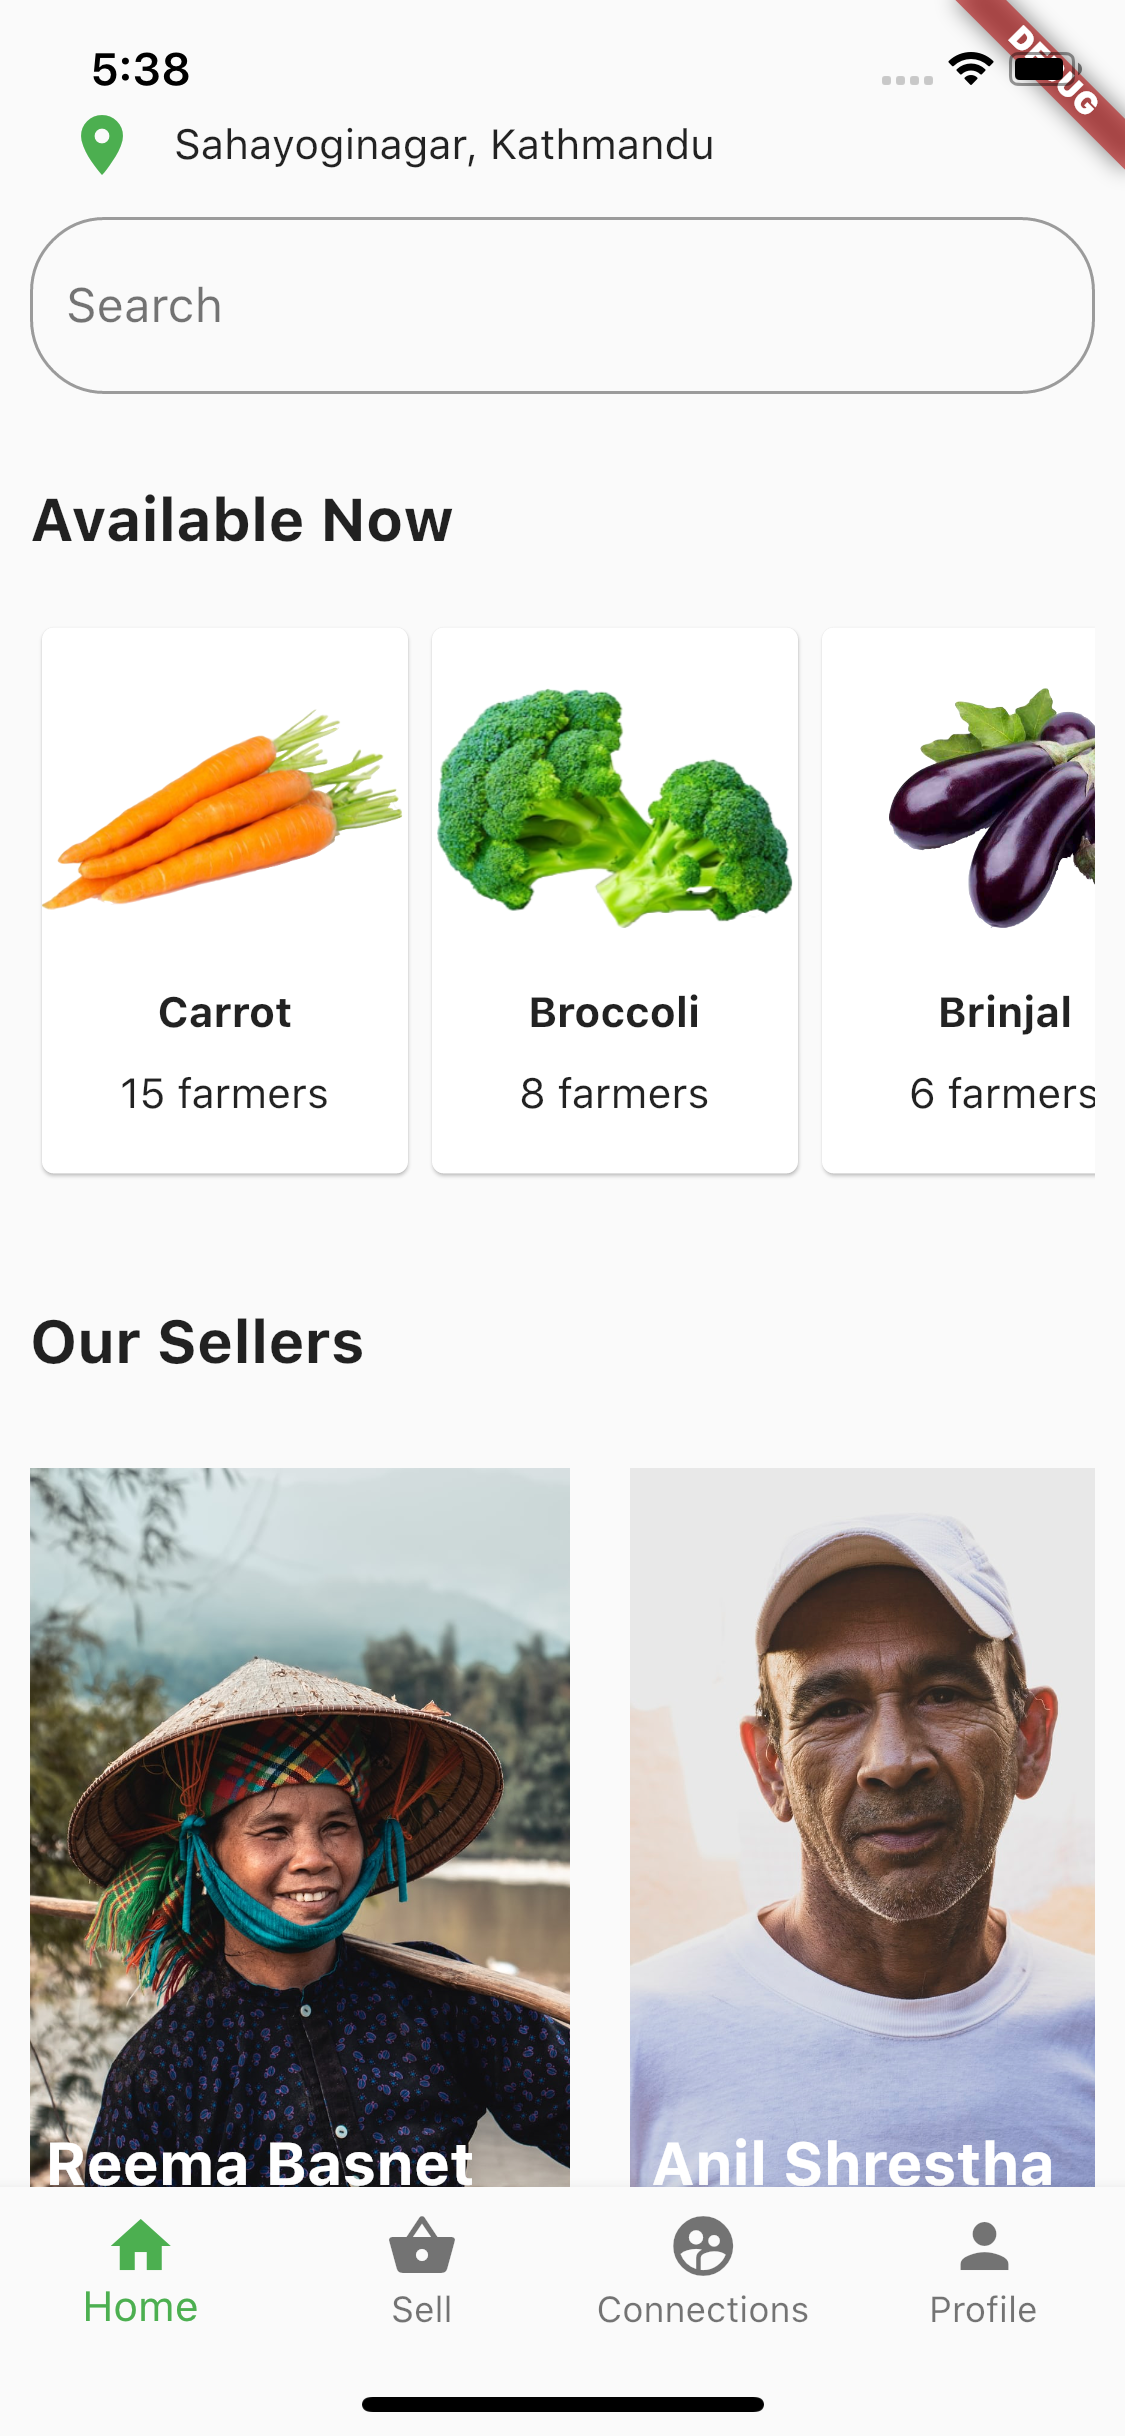 5:38
DEBUG
Sahayoginagar, Kathmandu
Search
Available Now
Carrot
15 farmers
Broccoli
8 farmers
Brinjal
6 farmers
Our Sellers
Reema Basnet
Anil Shrestha
Home
Sell
Connections
Profile